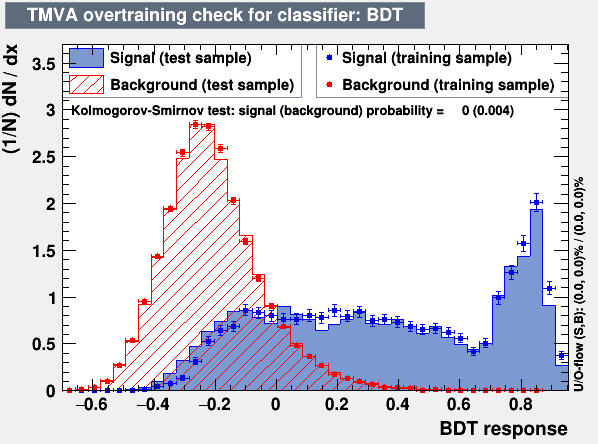 TMVA overtraining check for classifier: BDT
(1/N) dN / dx
Signal (test sample)
Signal (training sample)
Background (test sample)
Background (training sample)
Kolmogorov-Smirnov test: signal (background) probability = 0 (0.004)
3.5
3
2.5
2
1.5
1
0.5
0
−0.6 −0.4 −0.2 0 0.2 0.4 0.6 0.8
BDT response
U/O-flow (S,B): (0.0, 0.0)% / (0.0, 0.0)%